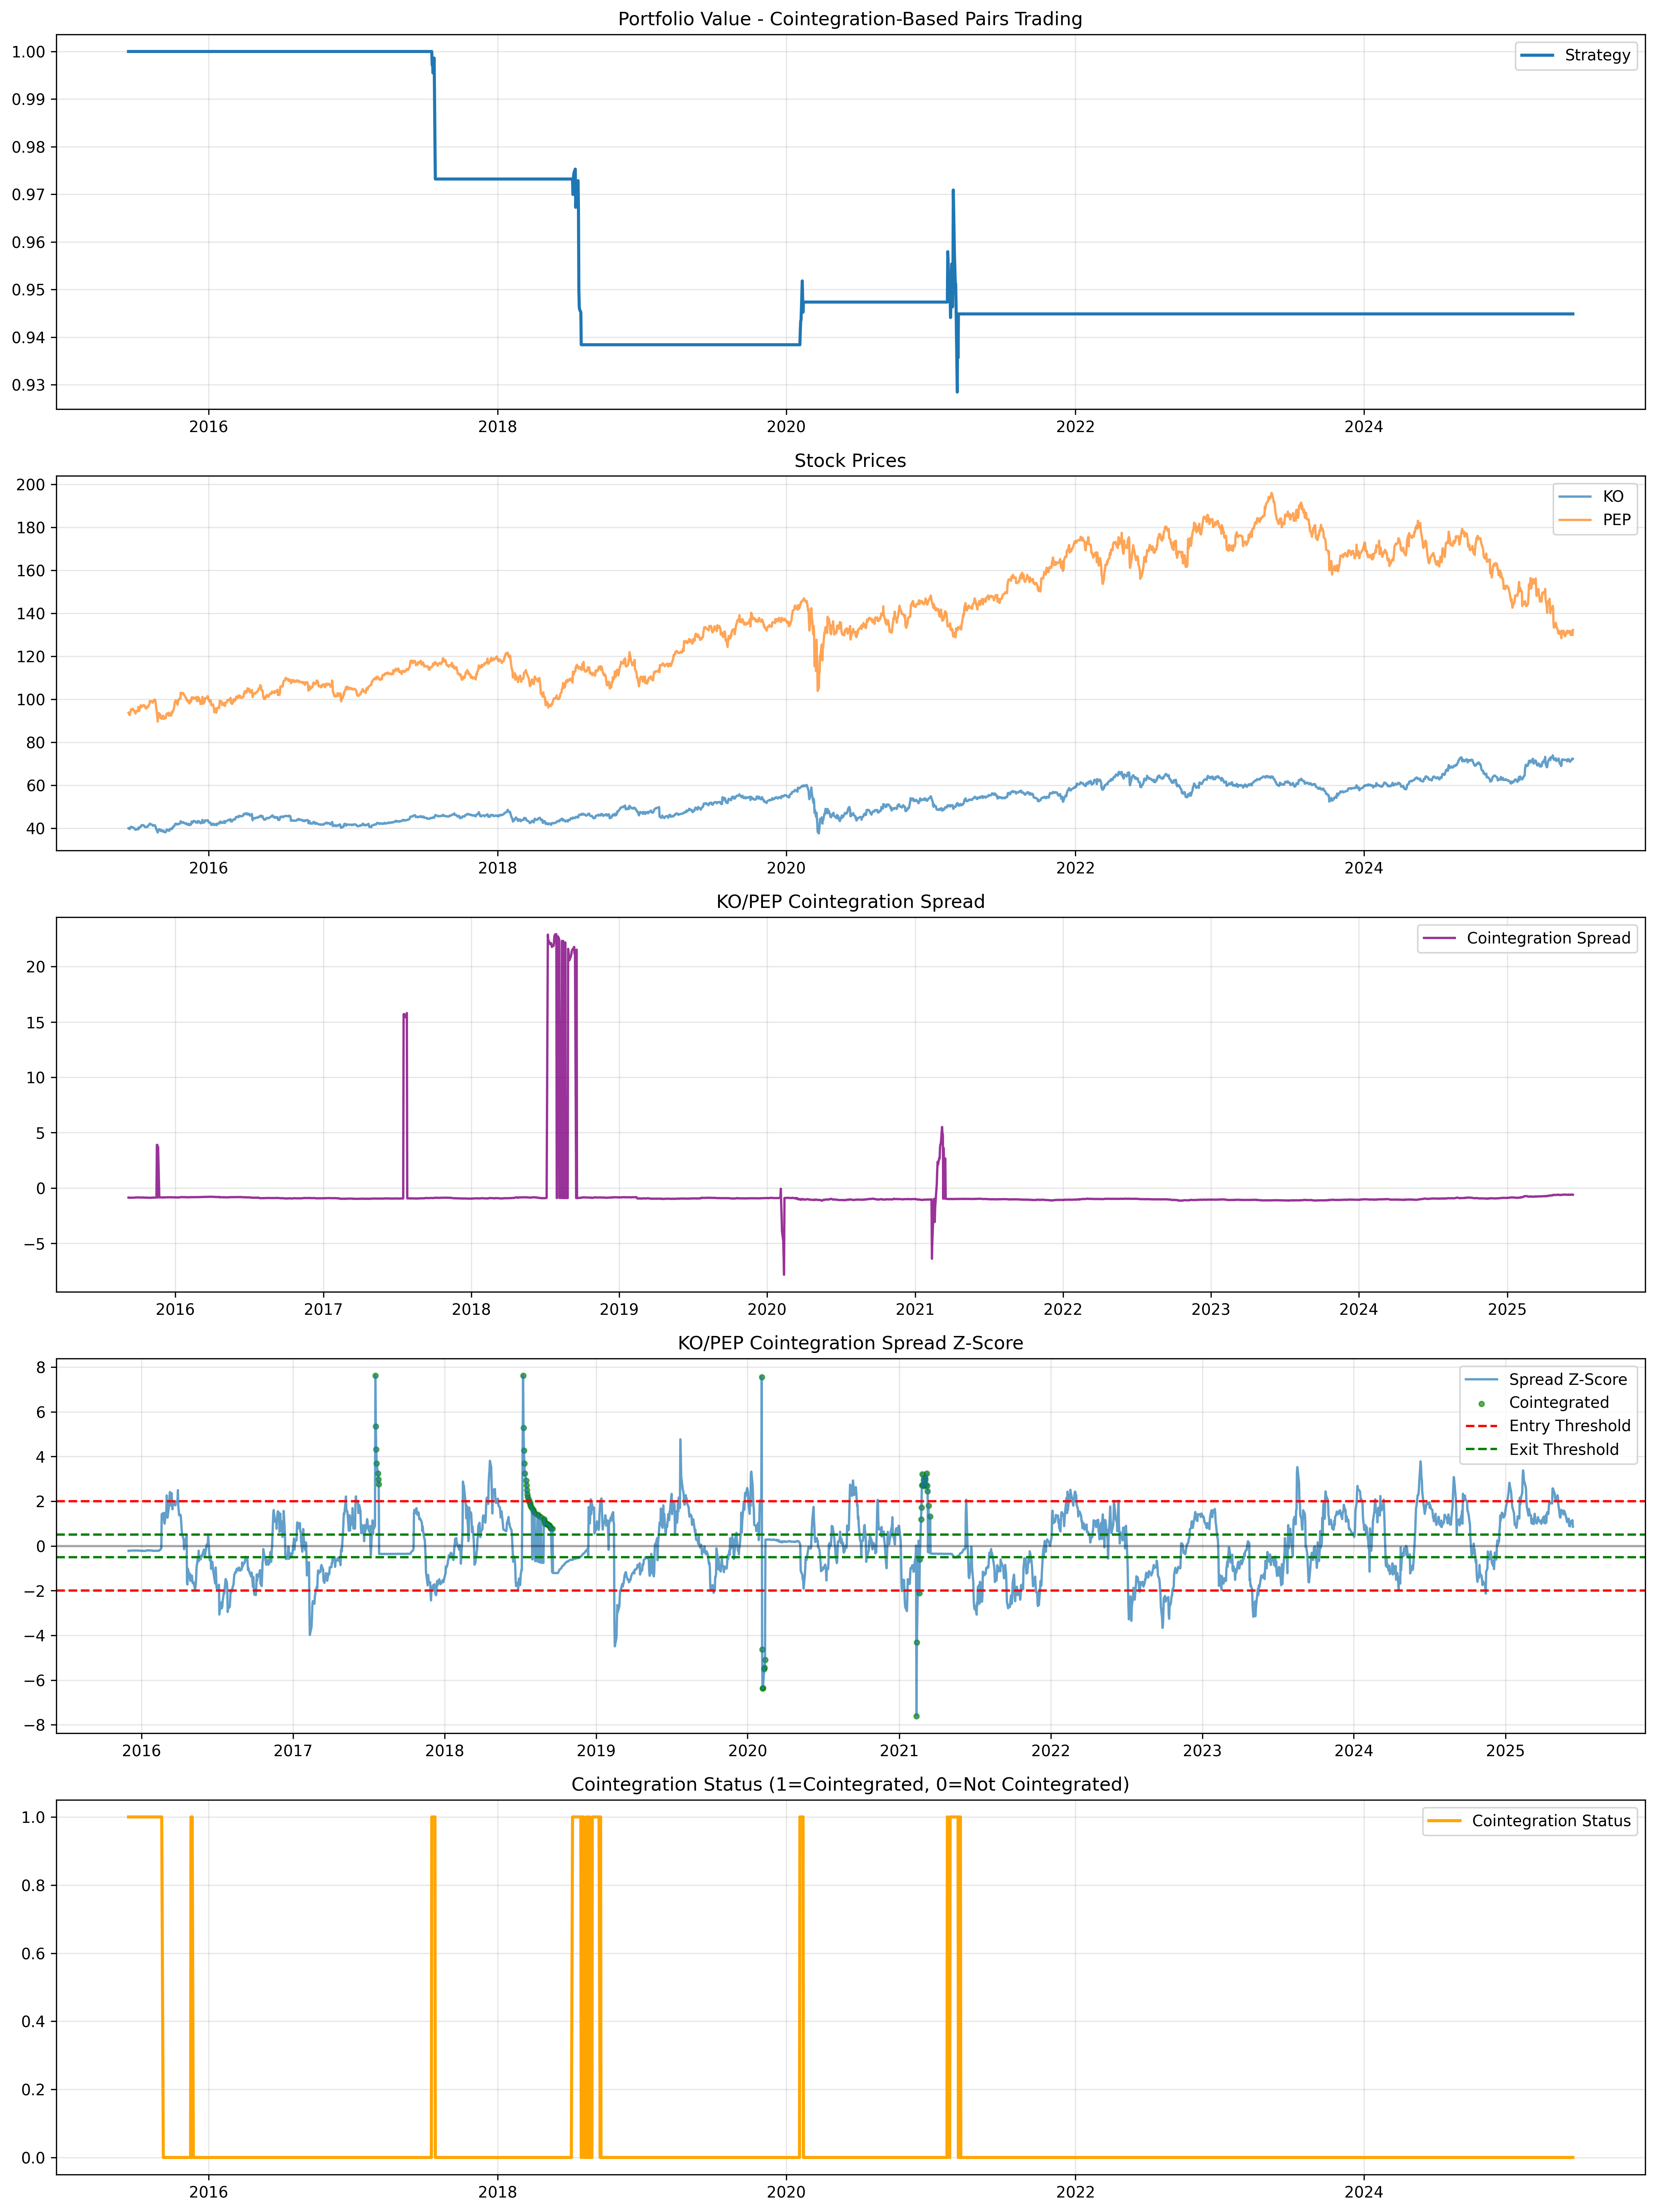 Portfolio Value - Cointegration-Based Pairs Trading
Strategy
1.00
0.99
0.98
0.97
0.96
0.95
0.94
0.93
2016 2018 2020 2022 2024
Stock Prices
KO
PEP
200
180
160
140
120
100
80
60
40
2016 2018 2020 2022 2024
KO/PEP Cointegration Spread
Cointegration Spread
20
15
10
5
0
−5
2016 2017 2018 2019 2020 2021 2022 2023 2024 2025
KO/PEP Cointegration Spread Z-Score
Spread Z-Score
Cointegrated
Entry Threshold
Exit Threshold
8
6
4
2
0
−2
−4
−6
−8
2016 2017 2018 2019 2020 2021 2022 2023 2024 2025
Cointegration Status (1=Cointegrated, 0=Not Cointegrated)
Cointegration Status
1.0
0.8
0.6
0.4
0.2
0.0
2016 2018 2020 2022 2024